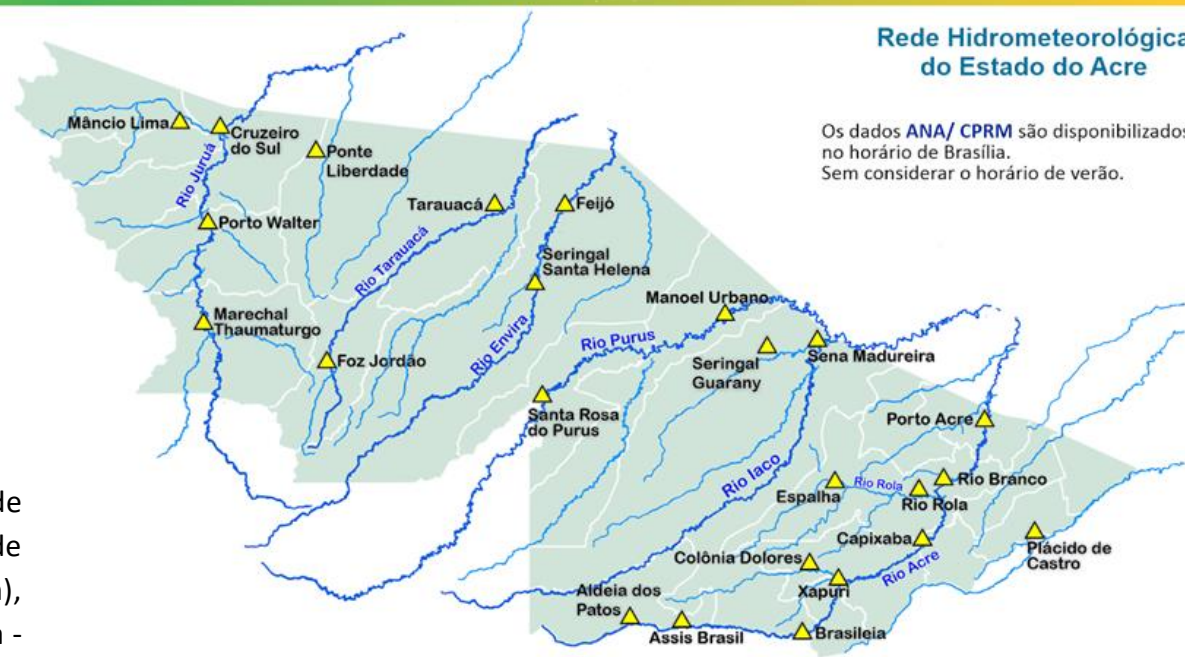 Rede Hidrometeorológica
do Estado do Acre
Os dados ANA/ CPRM são disponibilizados
no horário de Brasília.
Sem considerar o horário de verão.
Mâncio Lima
Cruzeiro
do Sul
Ponte
Liberdade
Rio Juruá
Porto Walter
Tarauacá
Feijó
Rio Tarauacá
Seringal
Santa Helena
Marechal
Thaumaturgo
Foz Jordão
Rio Envira
Manoel Urbano
Rio Purus
Seringal
Guarany
Sena Madureira
Santa Rosa
do Purus
Porto Acre
Rio Iaco
Espalha
Rio Rola
Rio Branco
Rio Rola
Capixaba
Plácido de
Castro
Colônia Dolores
Rio Acre
Xapuri
Aldeia dos
Patos
Assis Brasil
Brasileia
de
de
),
-